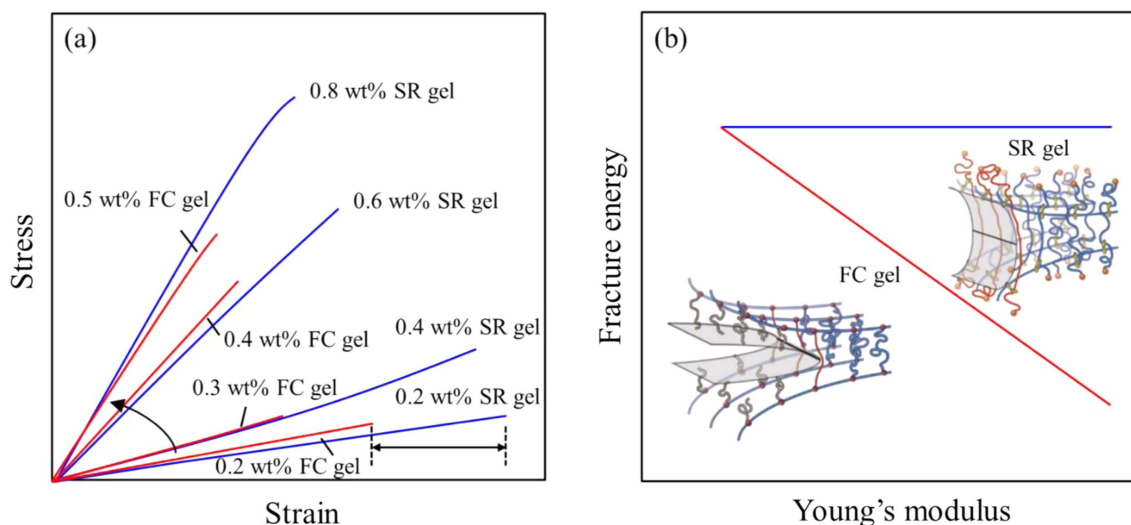 (a)
0.8 wt% SR gel
0.5 wt% FC gel
0.6 wt% SR gel
0.4 wt% FC gel
0.4 wt% SR gel
0.3 wt% FC gel
0.2 wt% SR gel
0.2 wt% FC gel
Stress
Strain
(b)
SR gel
FC gel
Fracture energy
Young's modulus